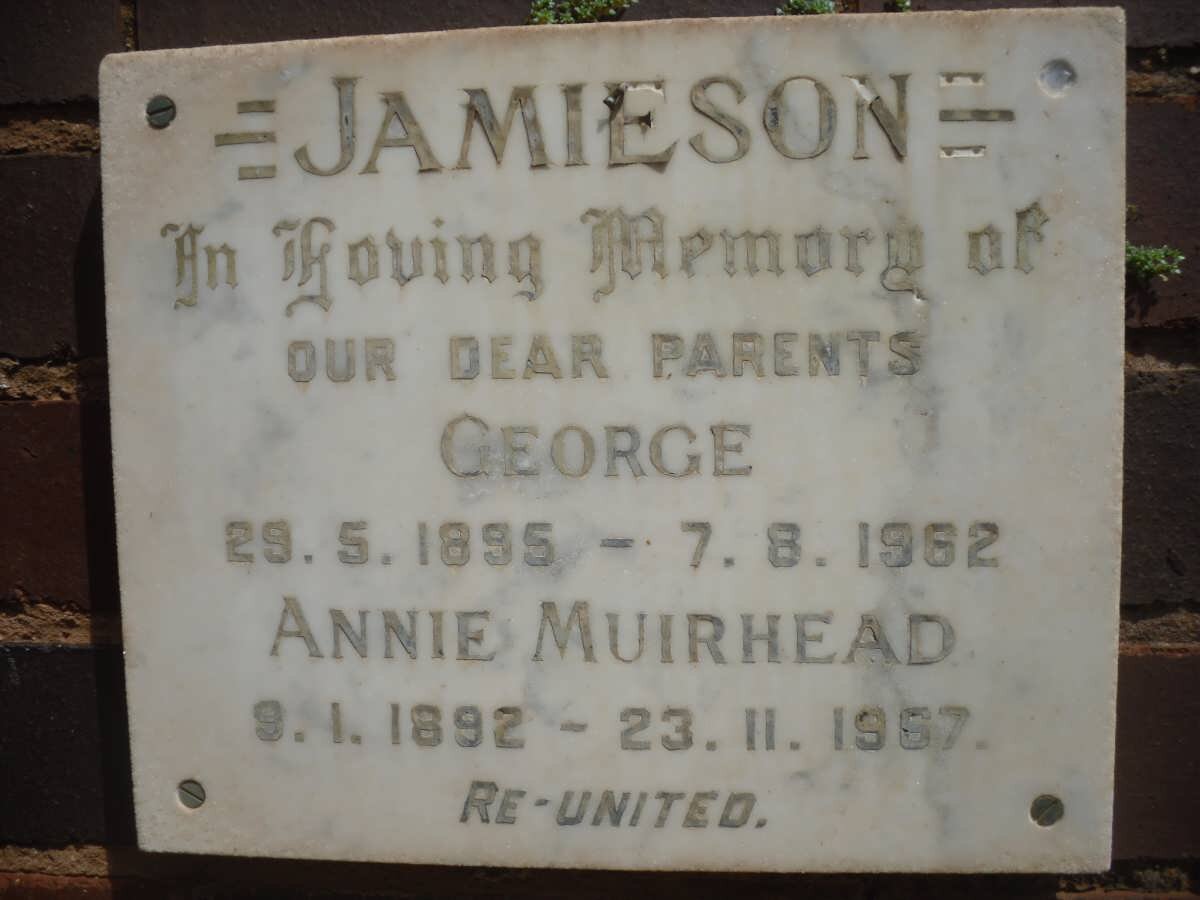 = JAMIESON =
In Loving Memory of
OUR DEAR PARENTS
GEORGE
29.5.1895 - 7.8.1962
ANNIE MUIRHEAD
9.1.1892 - 23.11.1967.
RE-UNITED.